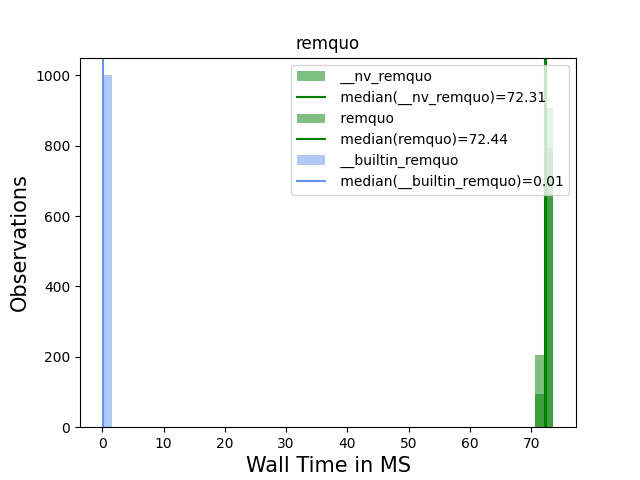 remquo
1000
800
600
400
200
0
Observations
__nv_remquo
median(__nv_remquo)=72.31
remquo
median(remquo)=72.44
__builtin_remquo
median(__builtin_remquo)=0.01
0 10 20 30 40 50 60 70
Wall Time in MS